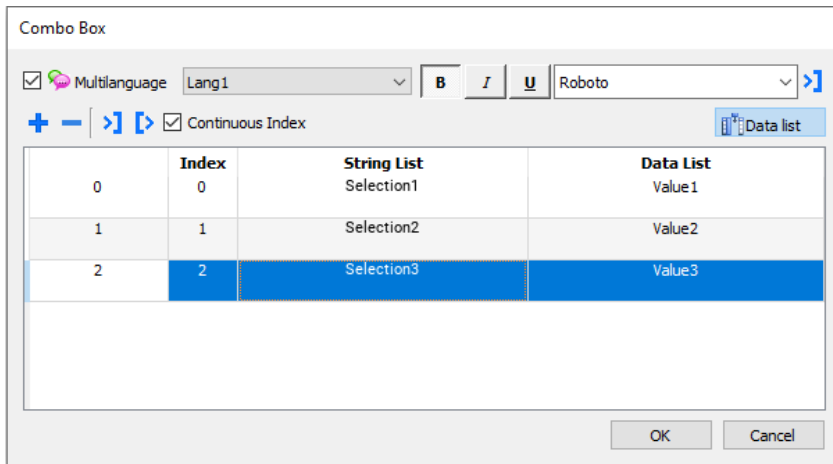 Combo Box
Multilanguage Lang1 B I U Roboto
Continuous Index Data list
Index String List Data List
0 0 Selection1 Value1
1 1 Selection2 Value2
2 2 Selection3 Value3
OK Cancel